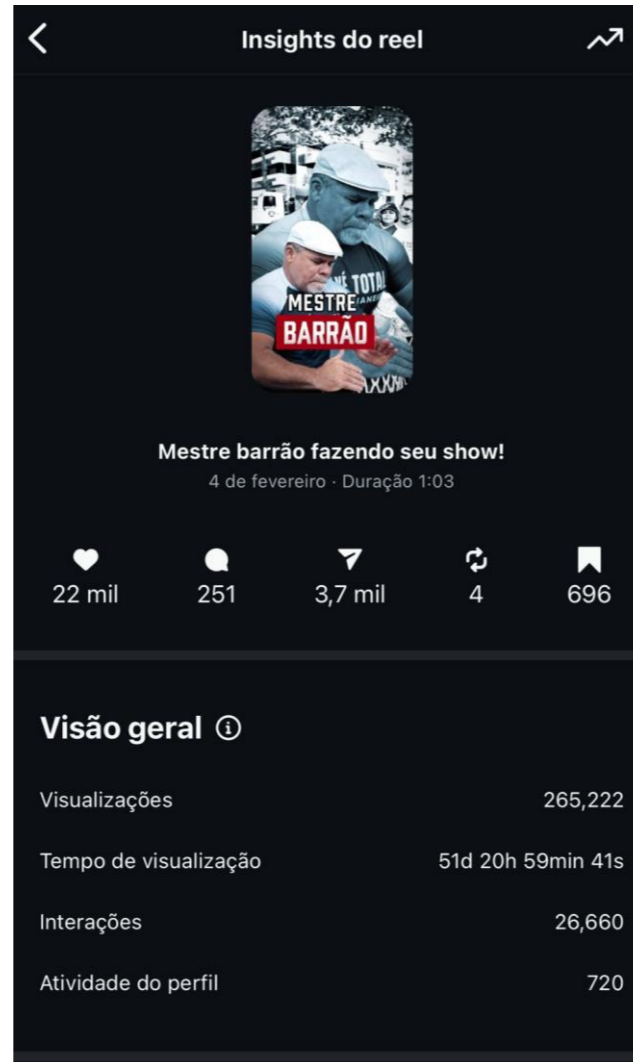 Insights do reel
É TOTAL
MESTRE
BARRÃO
Mestre barrão fazendo seu show!
4 de fevereiro · Duração 1:03
22 mil 251 3,7 mil 4 696
Visão geral
Visualizações 265,222
Tempo de visualização 51d 20h 59min 41s
Interações 26,660
Atividade do perfil 720